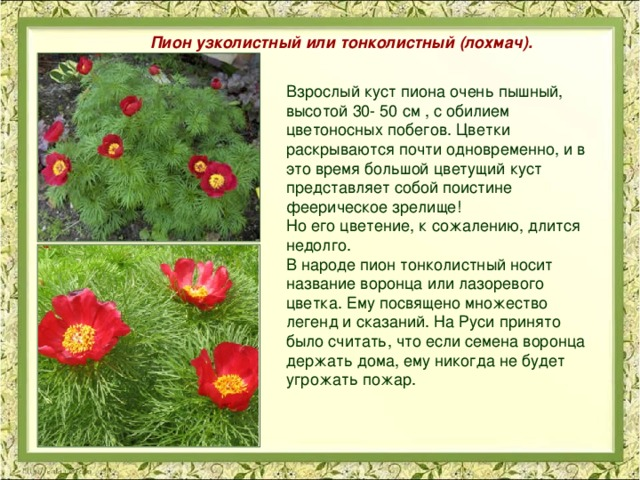 Пион узколистный или тонколистный (лохмач).
Взрослый куст пиона очень пышный,
высотой 30- 50 см , с обилием
цветоносных побегов. Цветки
раскрываются почти одновременно, и в
это время большой цветущий куст
представляет собой поистине
феерическое зрелище!
Но его цветение, к сожалению, длится
недолго.
В народе пион тонколистный носит
название воронца или лазоревого
цветка. Ему посвящено множество
легенд и сказаний. На Руси принято
было считать, что если семена воронца
держать дома, ему никогда не будет
угрожать пожар.